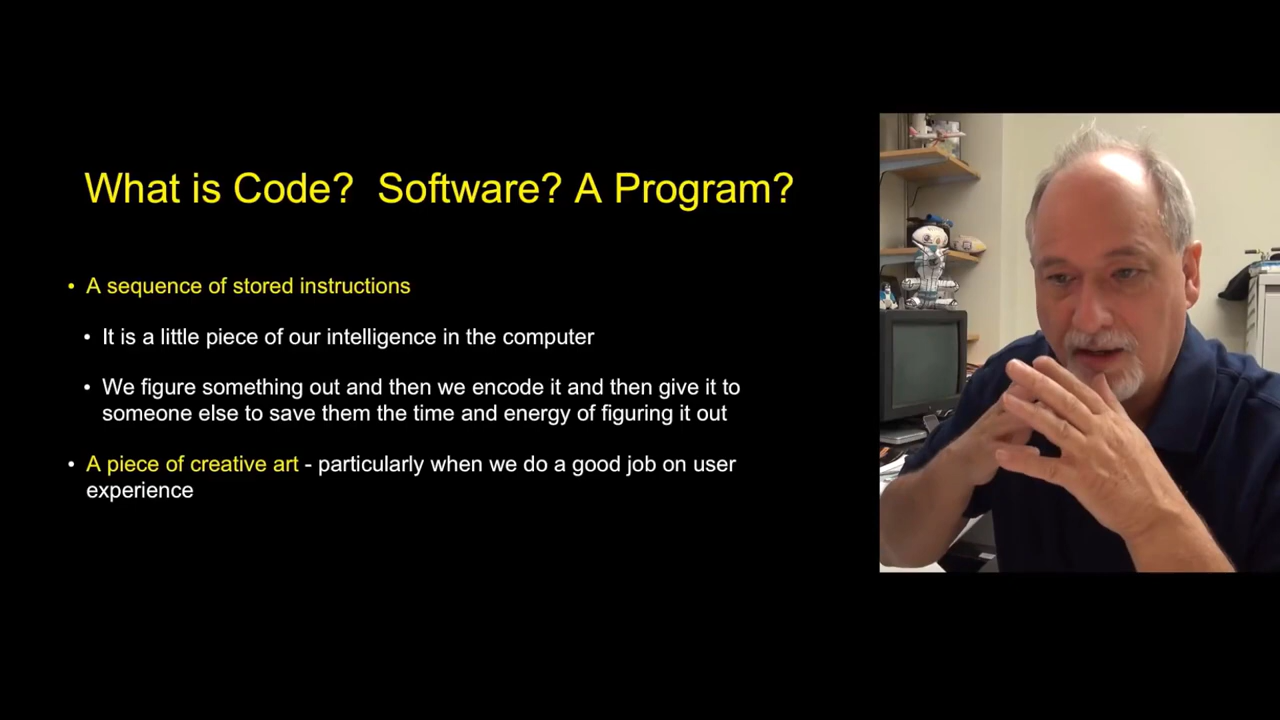 What is Code?  Software? A Program?
• A sequence of stored instructions
• It is a little piece of our intelligence in the computer
• We figure something out and then we encode it and then give it to
someone else to save them the time and energy of figuring it out
• A piece of creative art - particularly when we do a good job on user
experience